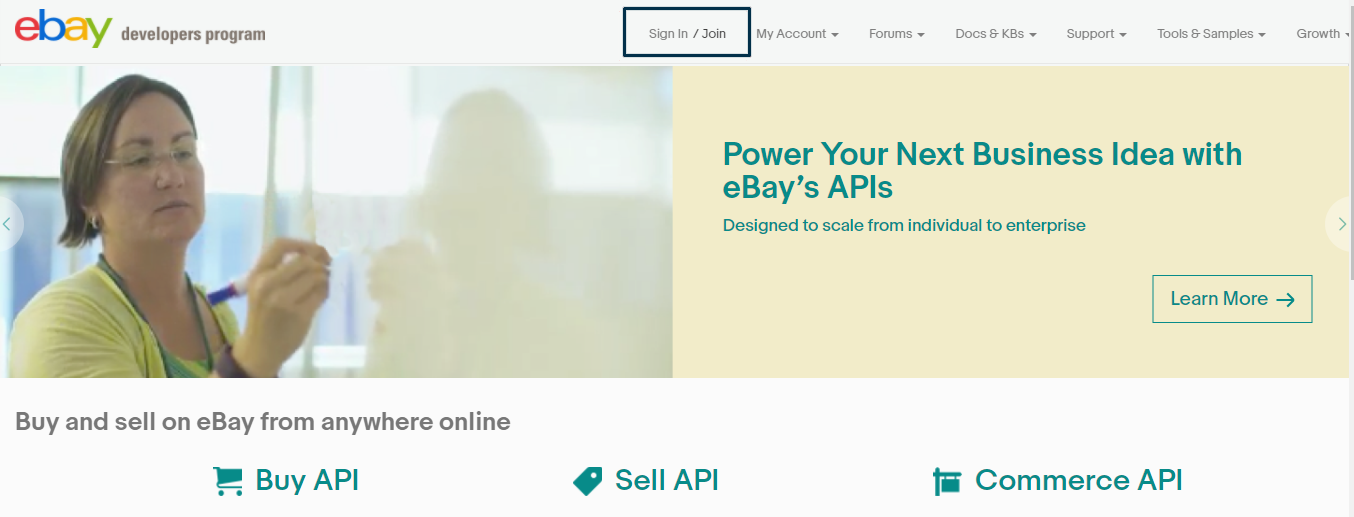 ebay developers program
Sign In / Join My Account Forums Docs & KBs Support Tools & Samples Growth
Power Your Next Business Idea with
eBay's APIs
Designed to scale from individual to enterprise
Learn More
Buy and sell on eBay from anywhere online
Buy API Sell API Commerce API